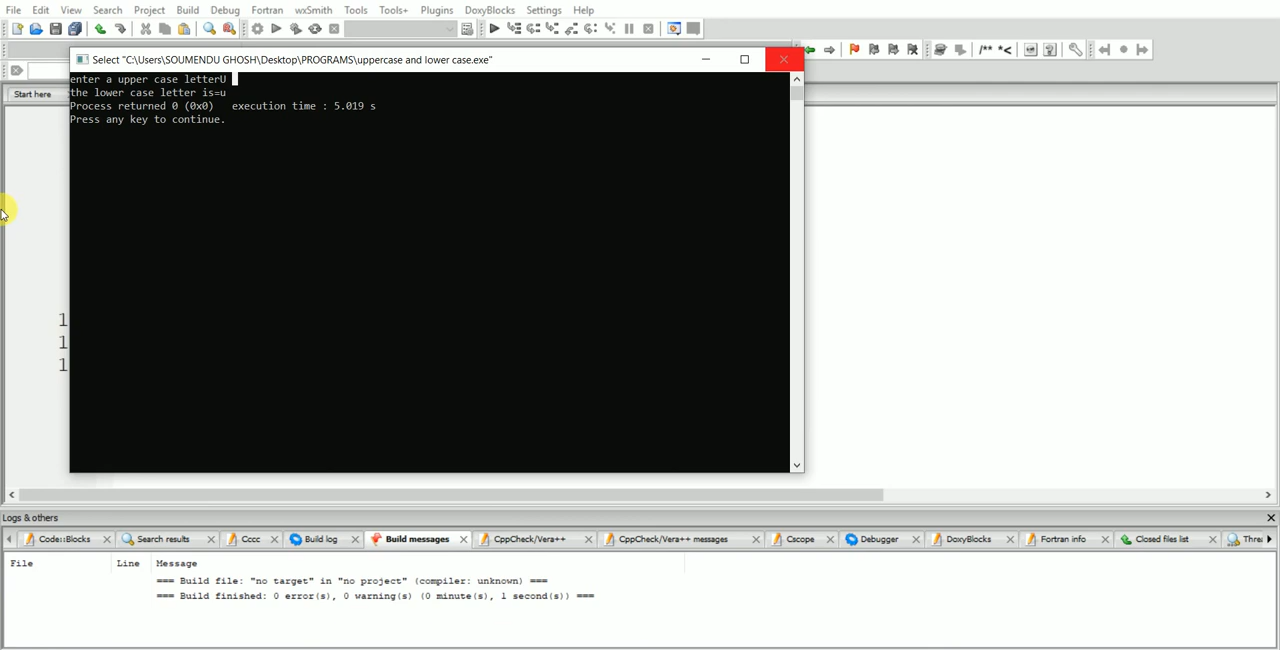 File Edit View Search Project Build Debug Fortran wxSmith Tools Tools+ Plugins DoxyBlocks Settings Help
Select "C:\Users\SOUMENDU GHOSH\Desktop\PROGRAMS\upper case and lower case.exe"
Start here
enter a upper case letterU
the lower case letter is=u
Process returned 0 (0x0)   execution time : 5.019 s
Press any key to continue.
1
1
1
Logs & others
Code::Blocks Search results Cccc Build log Build messages CppCheck/Vera++ CppCheck/Vera++ messages Cscope Debugger DoxyBlocks Fortran info Closed files list Threa
File Line Message
=== Build file: "no target" in "no project" (compiler: unknown) ===
=== Build finished: 0 error(s), 0 warning(s) (0 minute(s), 1 second(s)) ===